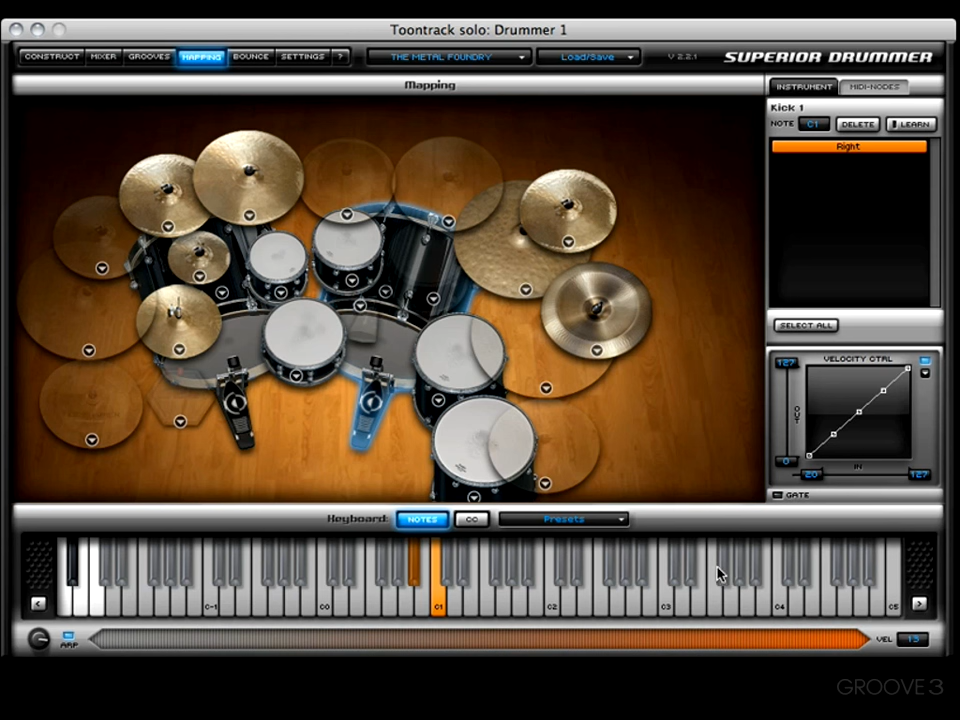 Toontrack solo: Drummer 1
CONSTRUCT MIXER GROOVES MAPPING BOUNCE SETTINGS ? THE METAL FOUNDRY Load/Save V 2.2.1 SUPERIOR DRUMMER
Mapping
INSTRUMENT MIDI-NODES
Kick 1
NOTE C1 DELETE LEARN
Right
SELECT ALL
VELOCITY CTRL
127
OUT
0
IN
20 127
GATE
Keyboard: NOTES CC Presets
C-1 C0 C1 C2 C3 C4 C5
< >
ARP VEL 13
GROOVE3